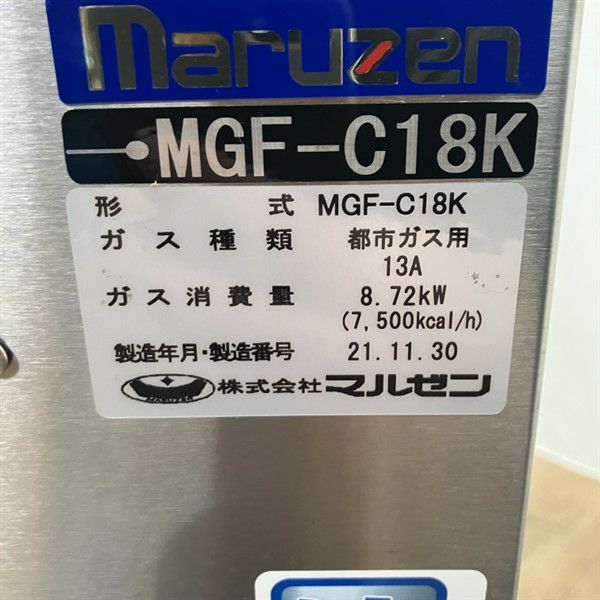 maruzen
MGF-C18K
形 式 MGF-C18K
ガス種類 都市ガス用
13A
ガス消費量 8.72kW
(7,500kcal/h)
製造年月・製造番号 21.11.30
MARUZEN 株式会社 マルゼン